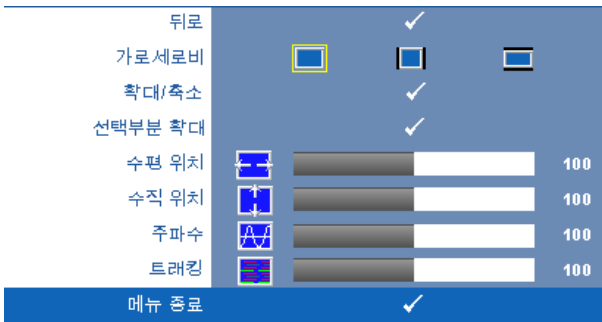 뒤로
가로세로비
확대/축소
선택부분 확대
수평 위치 100
수직 위치 100
주파수 100
트래킹 100
메뉴 종료